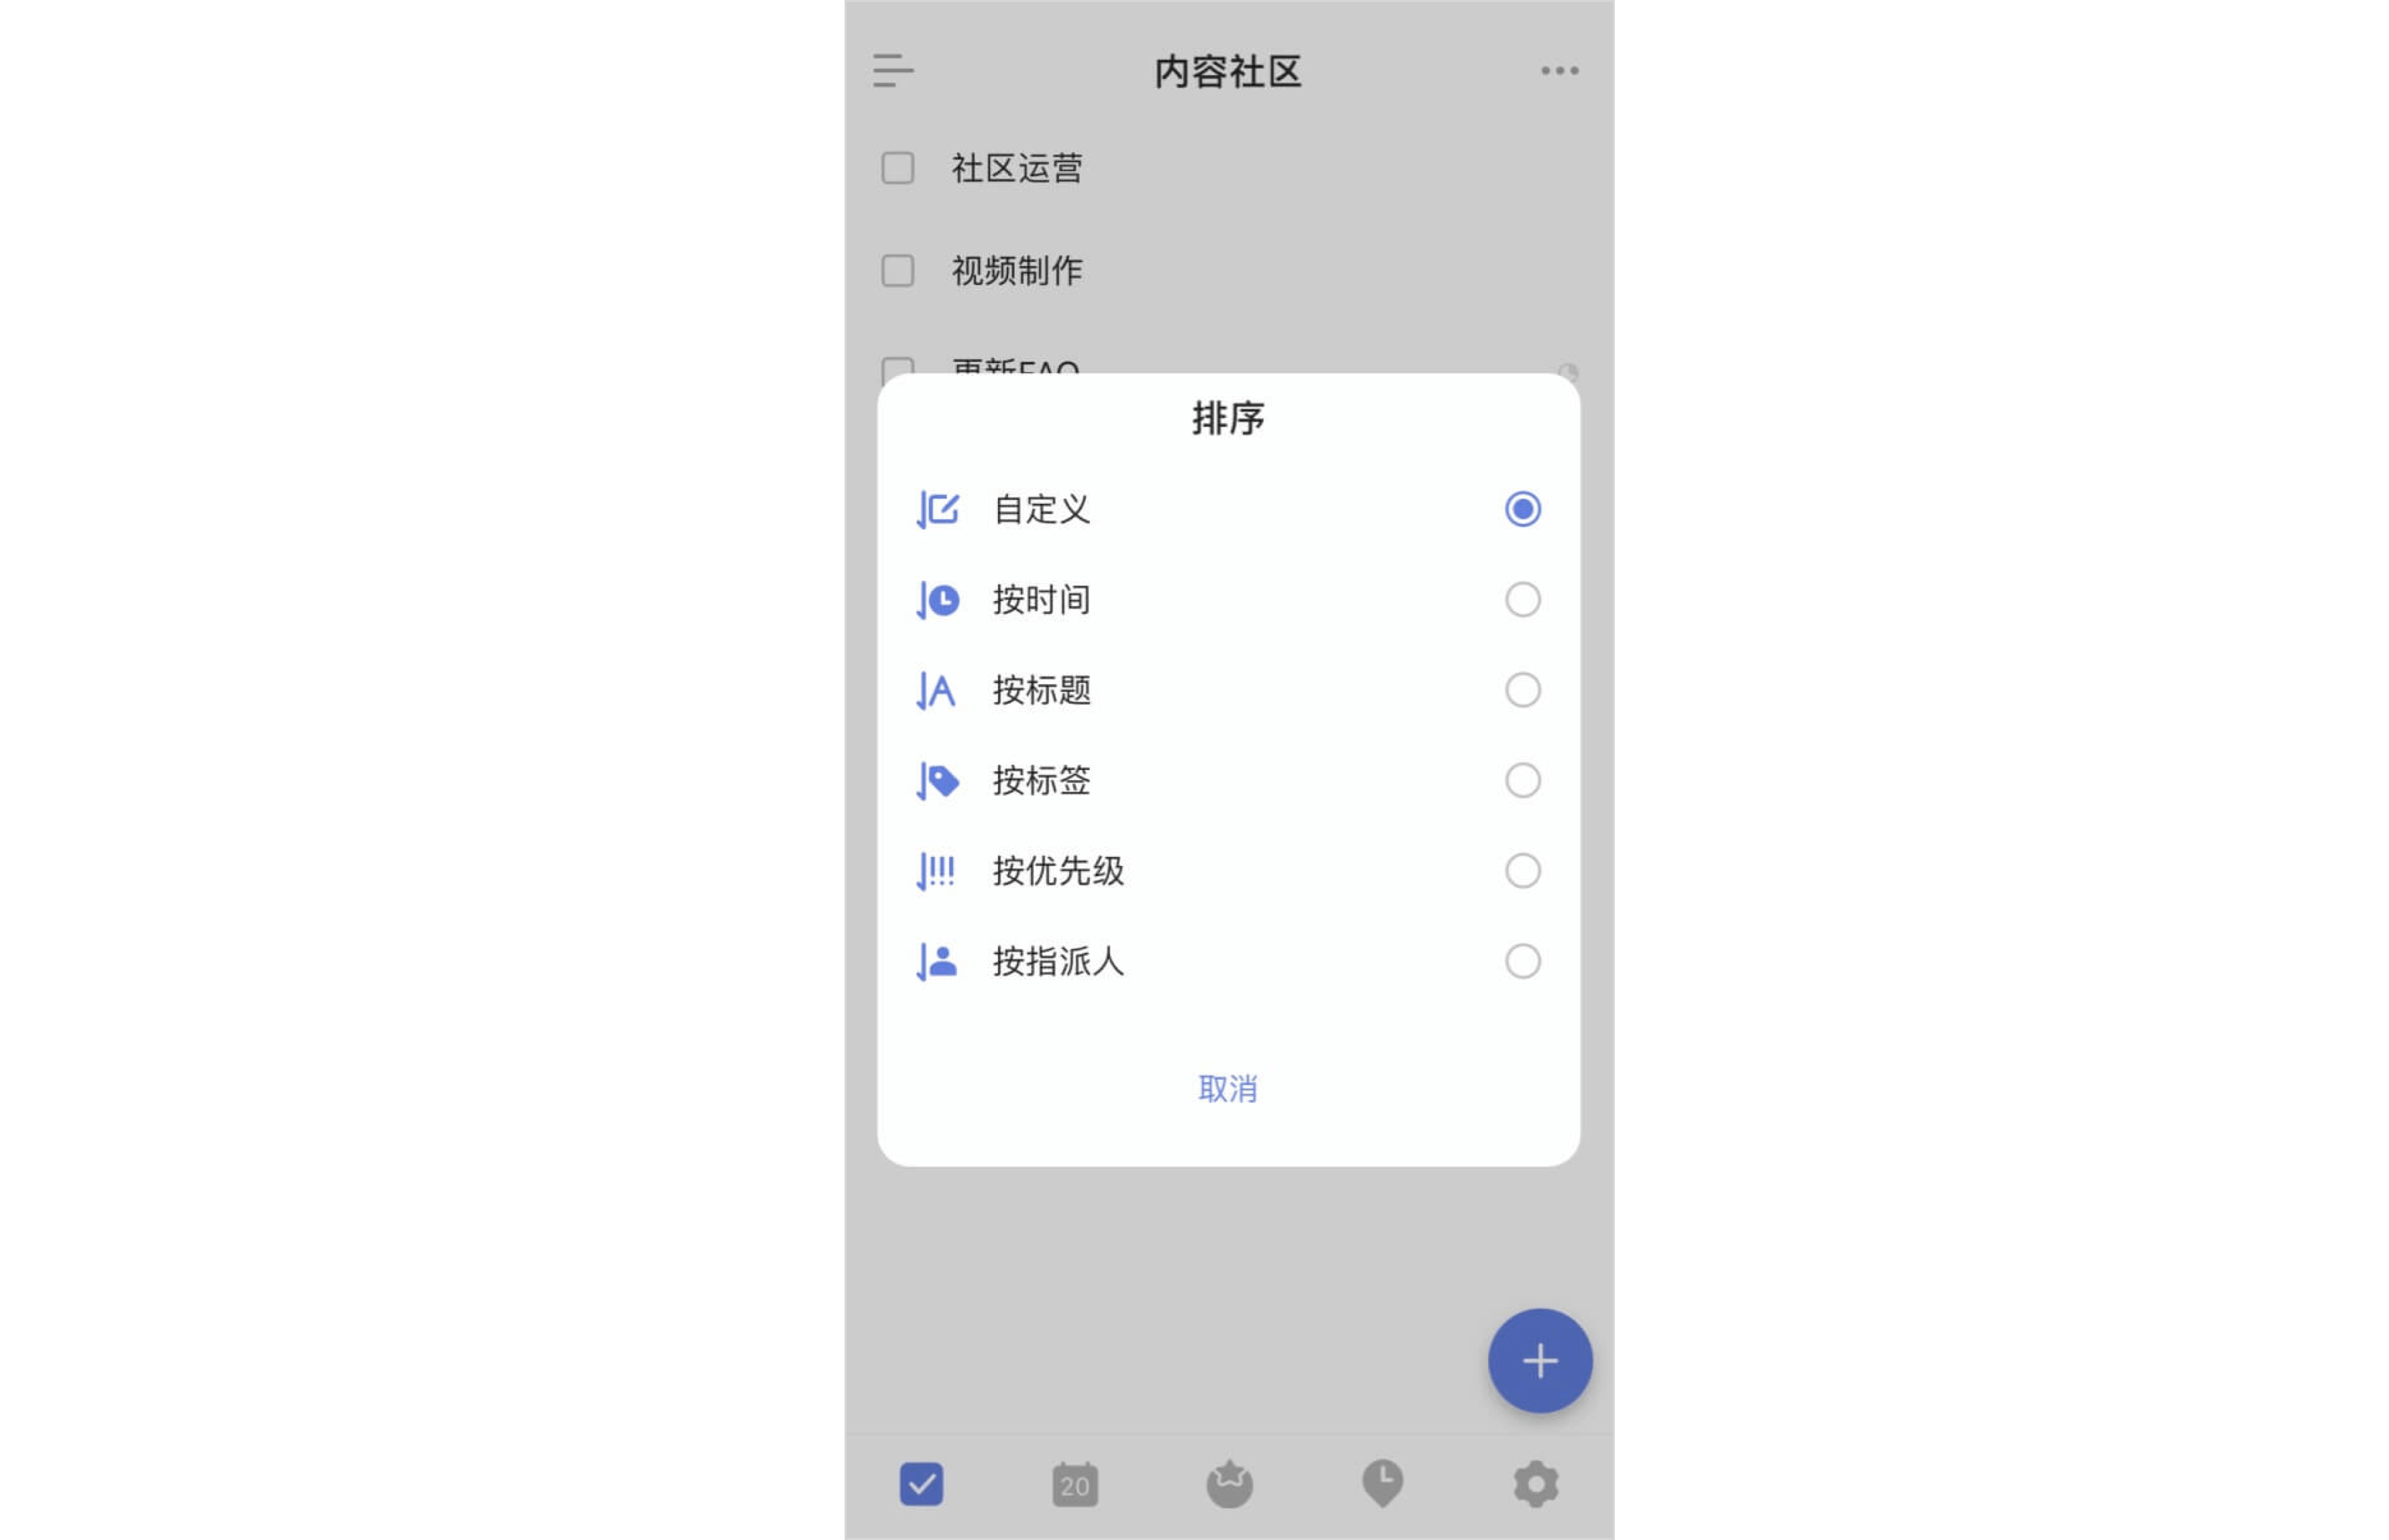 内容社区
社区运营
视频制作
更新FAQ
排序
自定义
按时间
按标题
按标签
按优先级
按指派人
取消
20